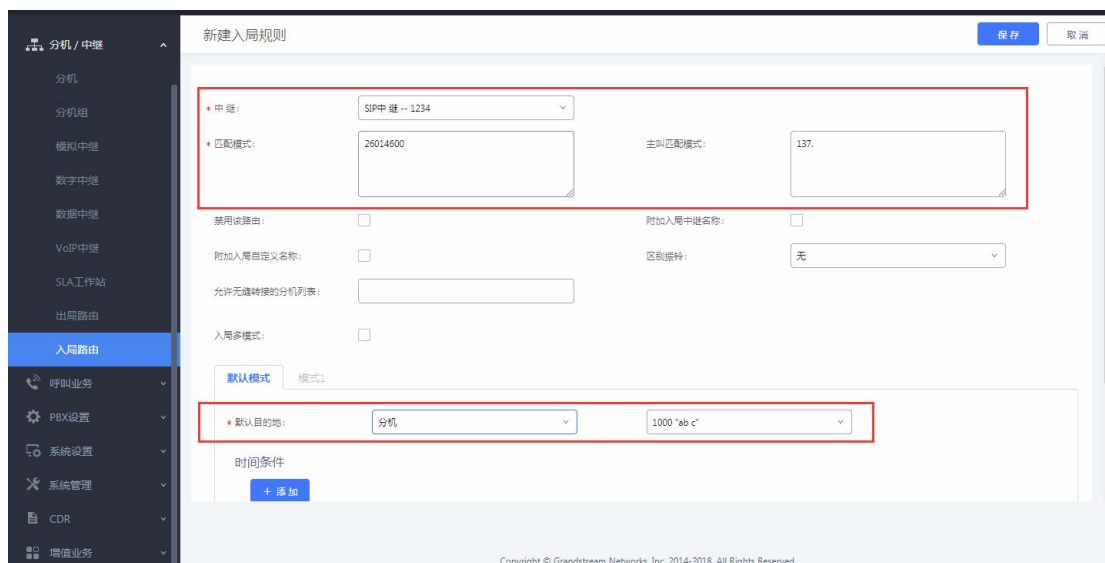 新建入局规则
保存
取消
分机 / 中继
分机
分机组
模拟中继
数字中继
数据中继
VoIP中继
SLA工作站
出局路由
入局路由
呼叫业务
PBX设置
系统设置
系统管理
CDR
增值业务
* 中继:
SIP中 继 -- 1234
* 匹配模式:
26014600
主叫匹配模式:
137.
禁用该路由:
附加入局中继名称:
附加入局自定义名称:
区别振铃:
无
允许无缝转接的分机列表:
入局多模式:
默认模式
模式1
* 默认目的地:
分机
1000 "ab c"
时间条件
+ 添加
Copyright © Grandstream Networks, Inc. 2014-2018. All Rights Reserved.